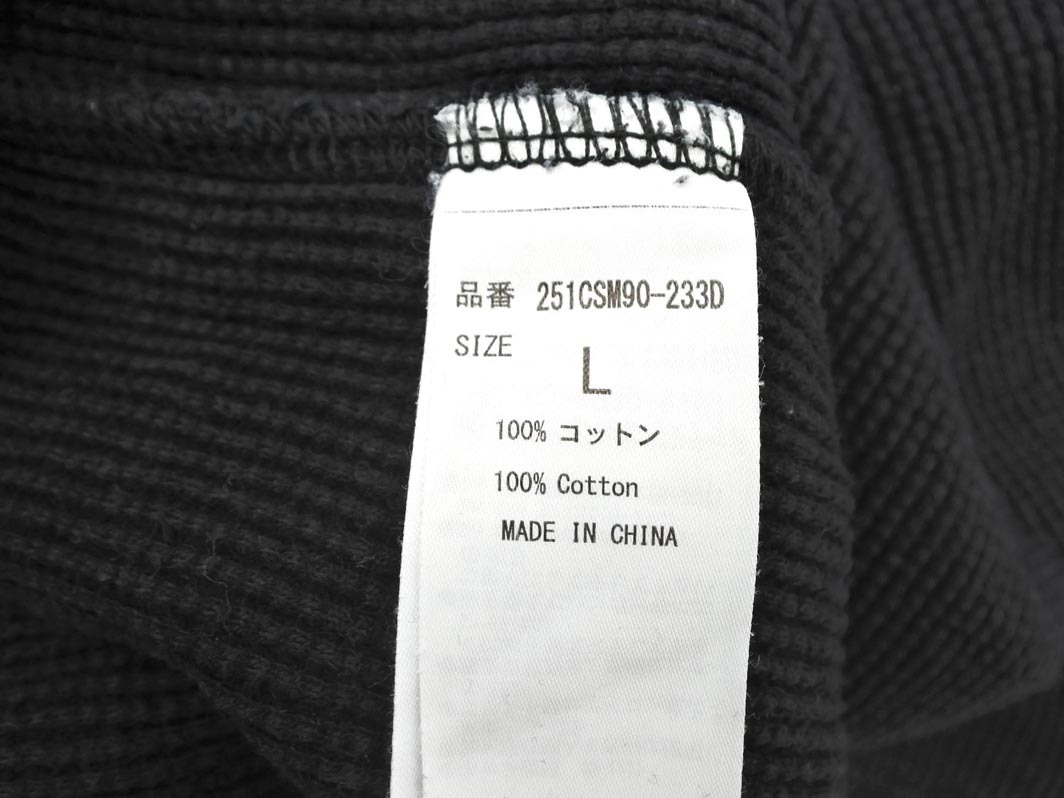 品番 251CSM90-233D
SIZE
L
100% コットン
100% Cotton
MADE IN CHINA